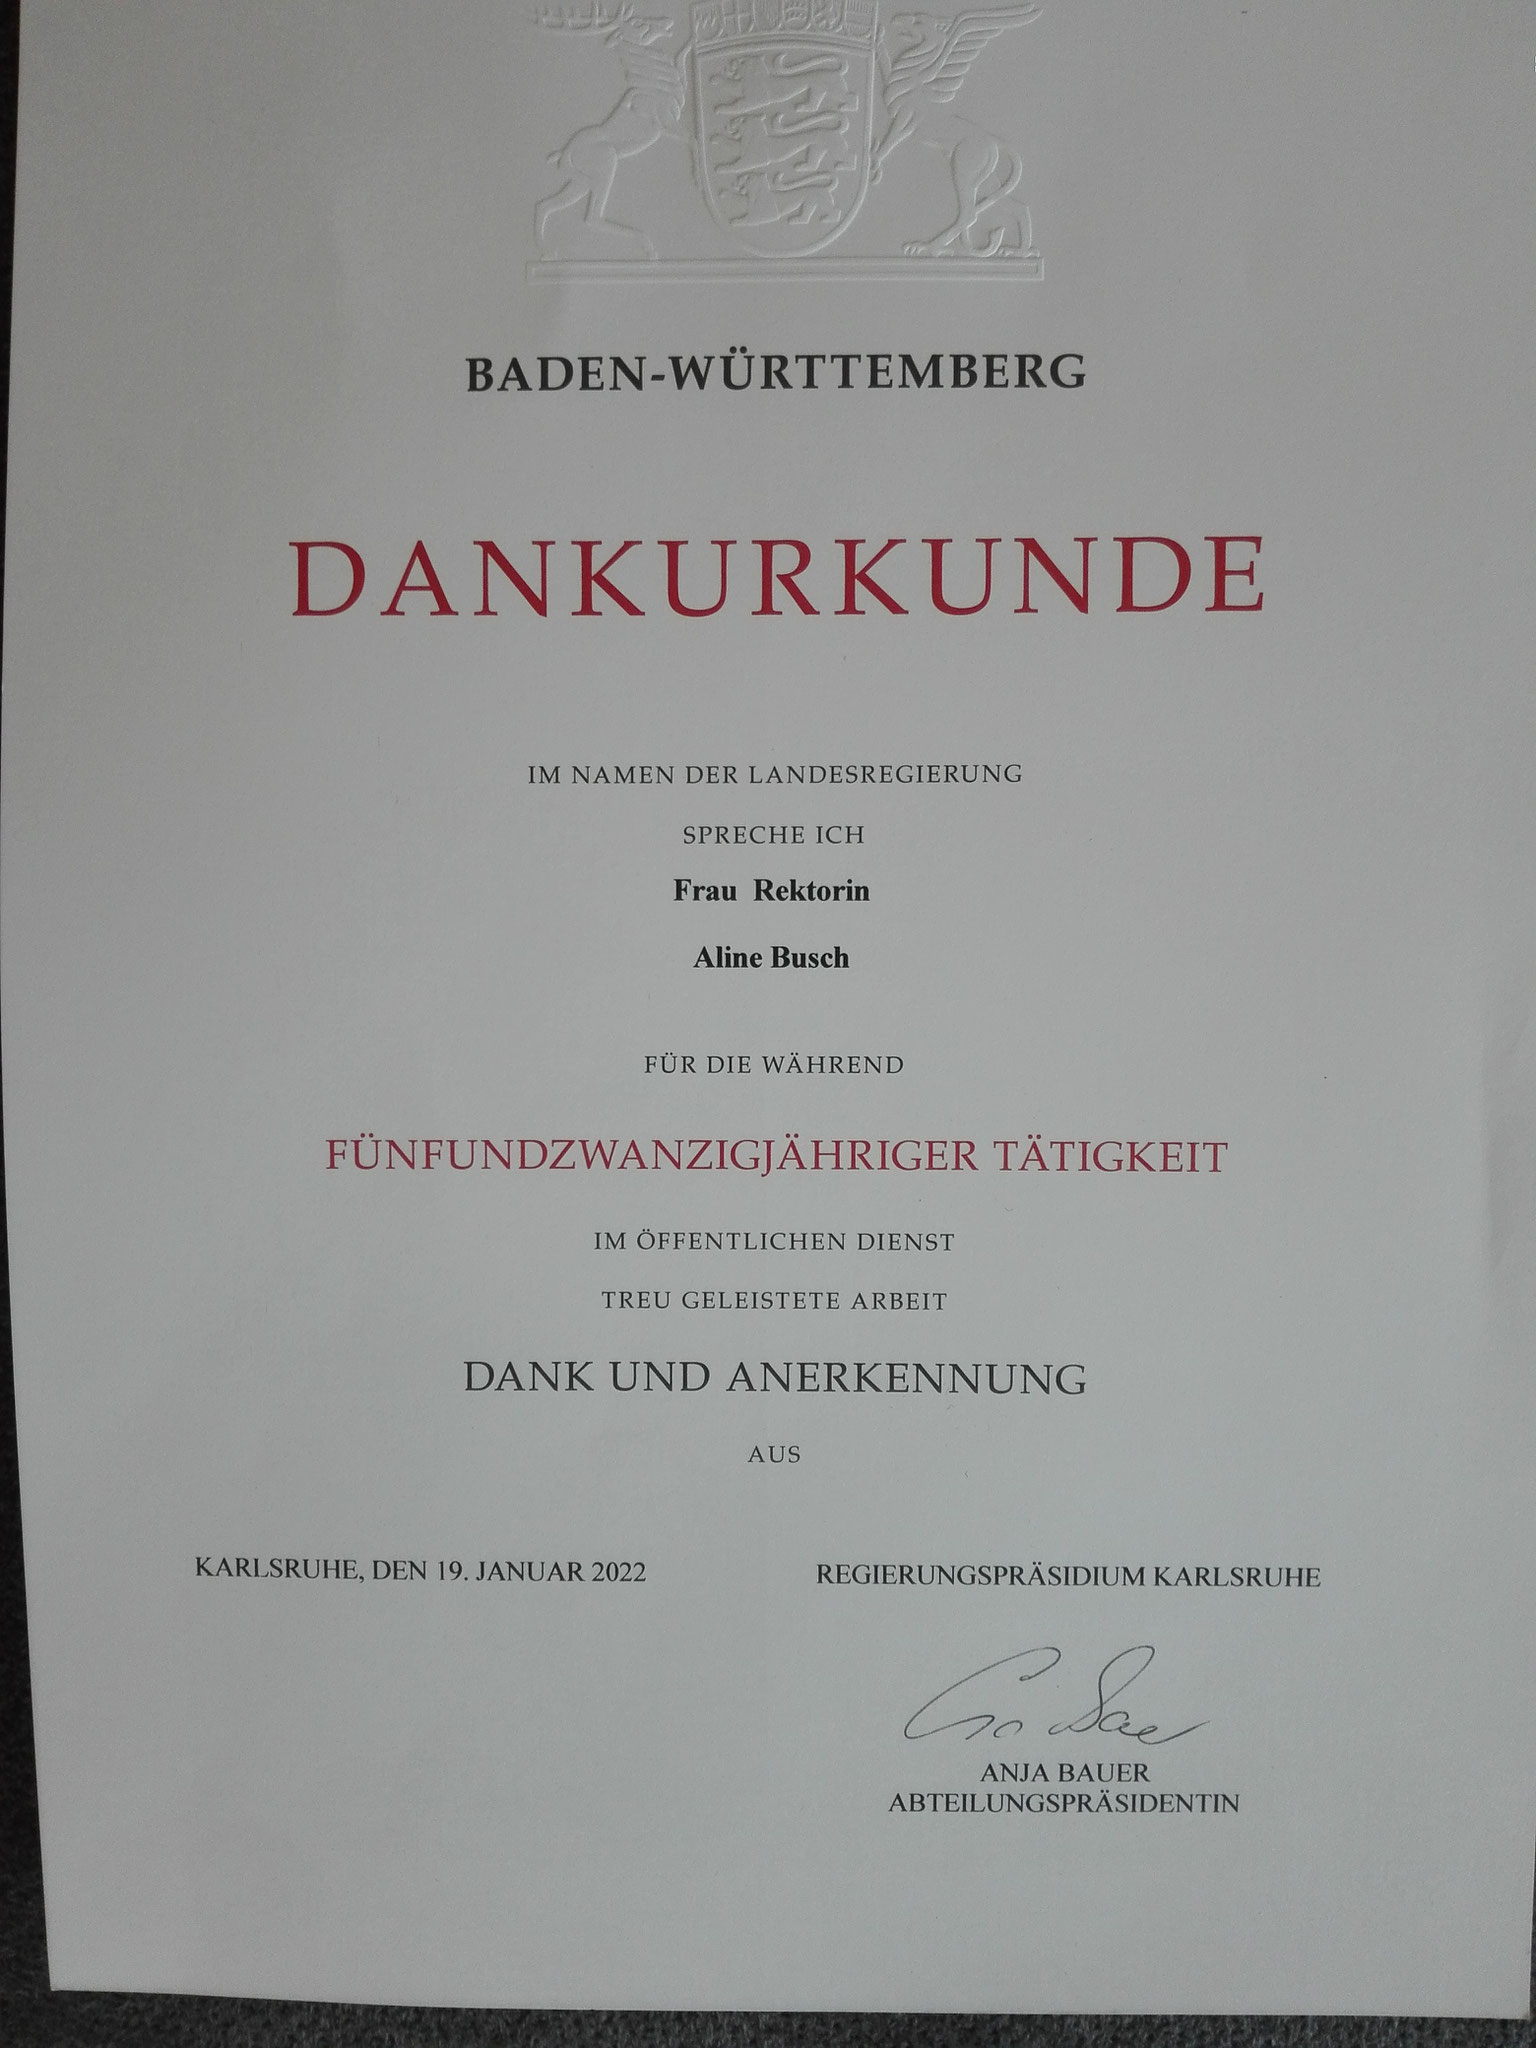 BADEN-WÜRTTEMBERG
DANKURKUNDE
IM NAMEN DER LANDESREGIERUNG
SPRECHE ICH
Frau Rektorin
Aline Busch
FÜR DIE WÄHREND
FÜNFUNDZWANZIGJÄHRIGER TÄTIGKEIT
IM ÖFFENTLICHEN DIENST
TREU GELEISTETE ARBEIT
DANK UND ANERKENNUNG
AUS
KARLSRUHE, DEN 19. JANUAR 2022
REGIERUNGSPRÄSIDIUM KARLSRUHE
ANJA BAUER
ABTEILUNGSPRÄSIDENTIN